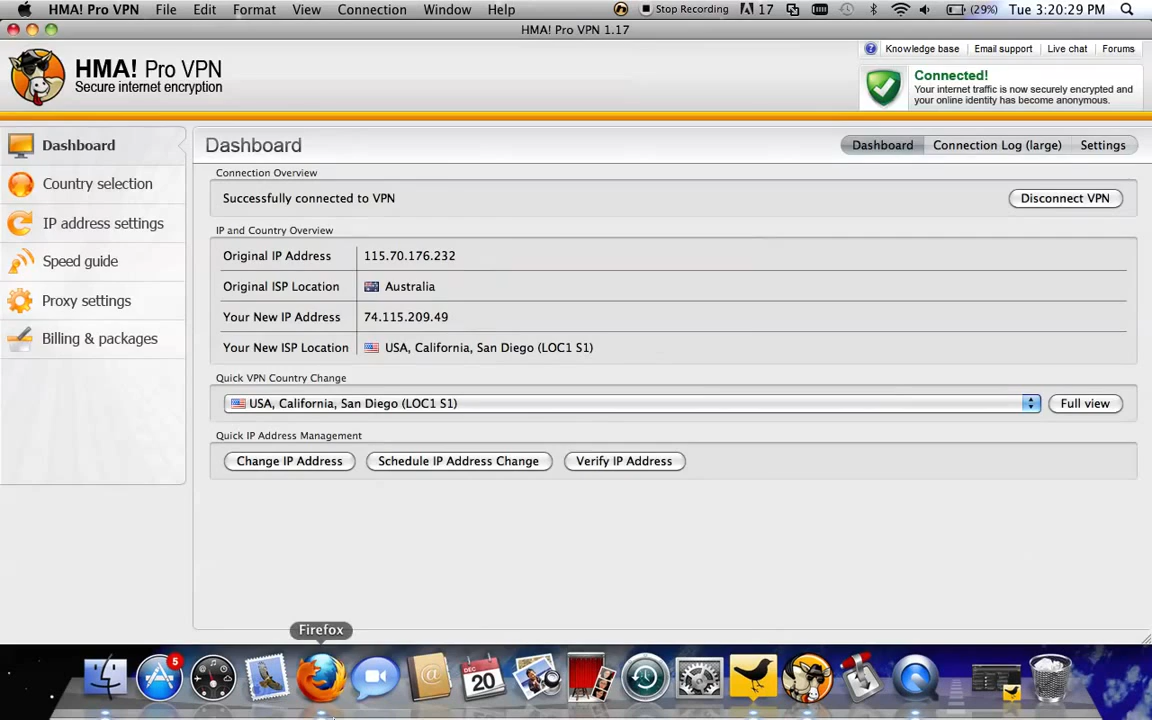 HMA! Pro VPN File Edit Format View Connection Window Help Stop Recording 17 (29%) Tue 3:20:29 PM
HMA! Pro VPN 1.17
HMA! Pro VPN
Secure internet encryption
Knowledge base Email support Live chat Forums
Connected!
Your internet traffic is now securely encrypted and
your online identity has become anonymous.
Dashboard
Country selection
IP address settings
Speed guide
Proxy settings
Billing & packages
Dashboard
Dashboard Connection Log (large) Settings
Connection Overview
Successfully connected to VPN Disconnect VPN
IP and Country Overview
Original IP Address 115.70.176.232
Original ISP Location Australia
Your New IP Address 74.115.209.49
Your New ISP Location USA, California, San Diego (LOC1 S1)
Quick VPN Country Change
USA, California, San Diego (LOC1 S1) Full view
Quick IP Address Management
Change IP Address Schedule IP Address Change Verify IP Address
Firefox
5
DEC
20